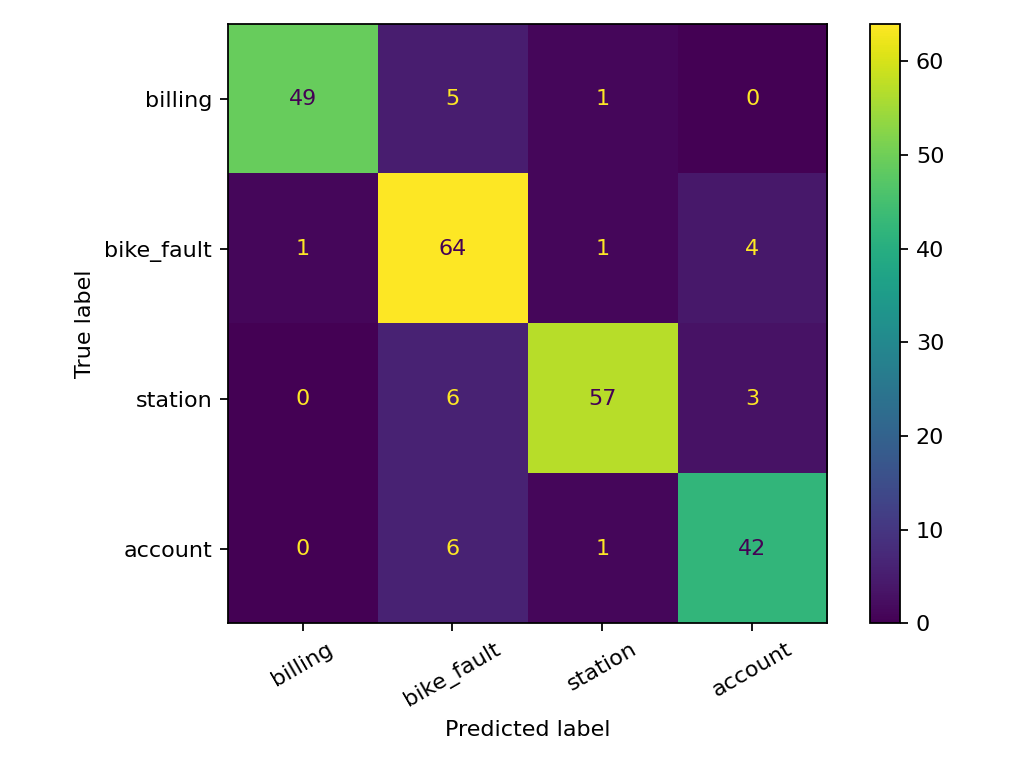 billing 49 5 1 0
bike_fault 1 64 1 4
station 0 6 57 3
account 0 6 1 42
billing bike_fault station account
Predicted label
True label
60
50
40
30
20
10
0